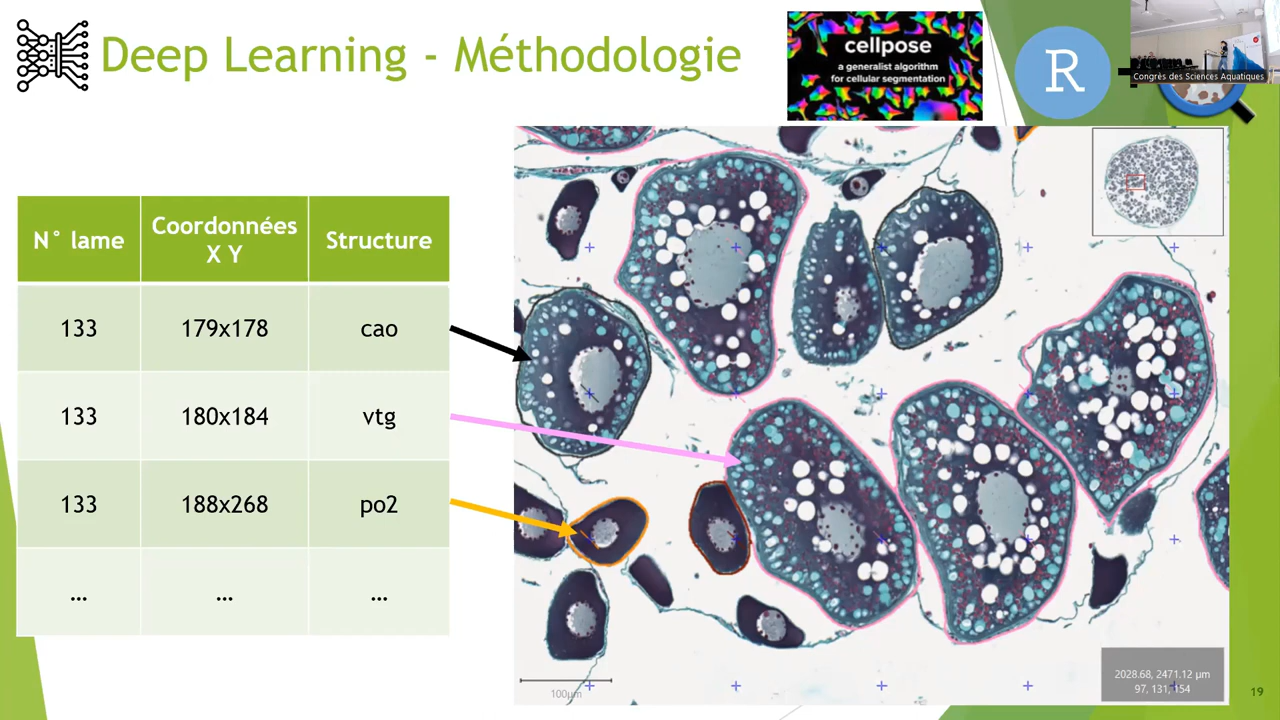 Deep Learning - Méthodologie
cellpose
a generalist algorithm
for cellular segmentation
R
Congrès des Sciences Aquatiques
N° lame
Coordonnées
X Y
Structure
133
179x178
cao
133
180x184
vtg
133
188x268
po2
...
...
...
100µm
2028.68, 2471.12 µm
97, 131, 154
19